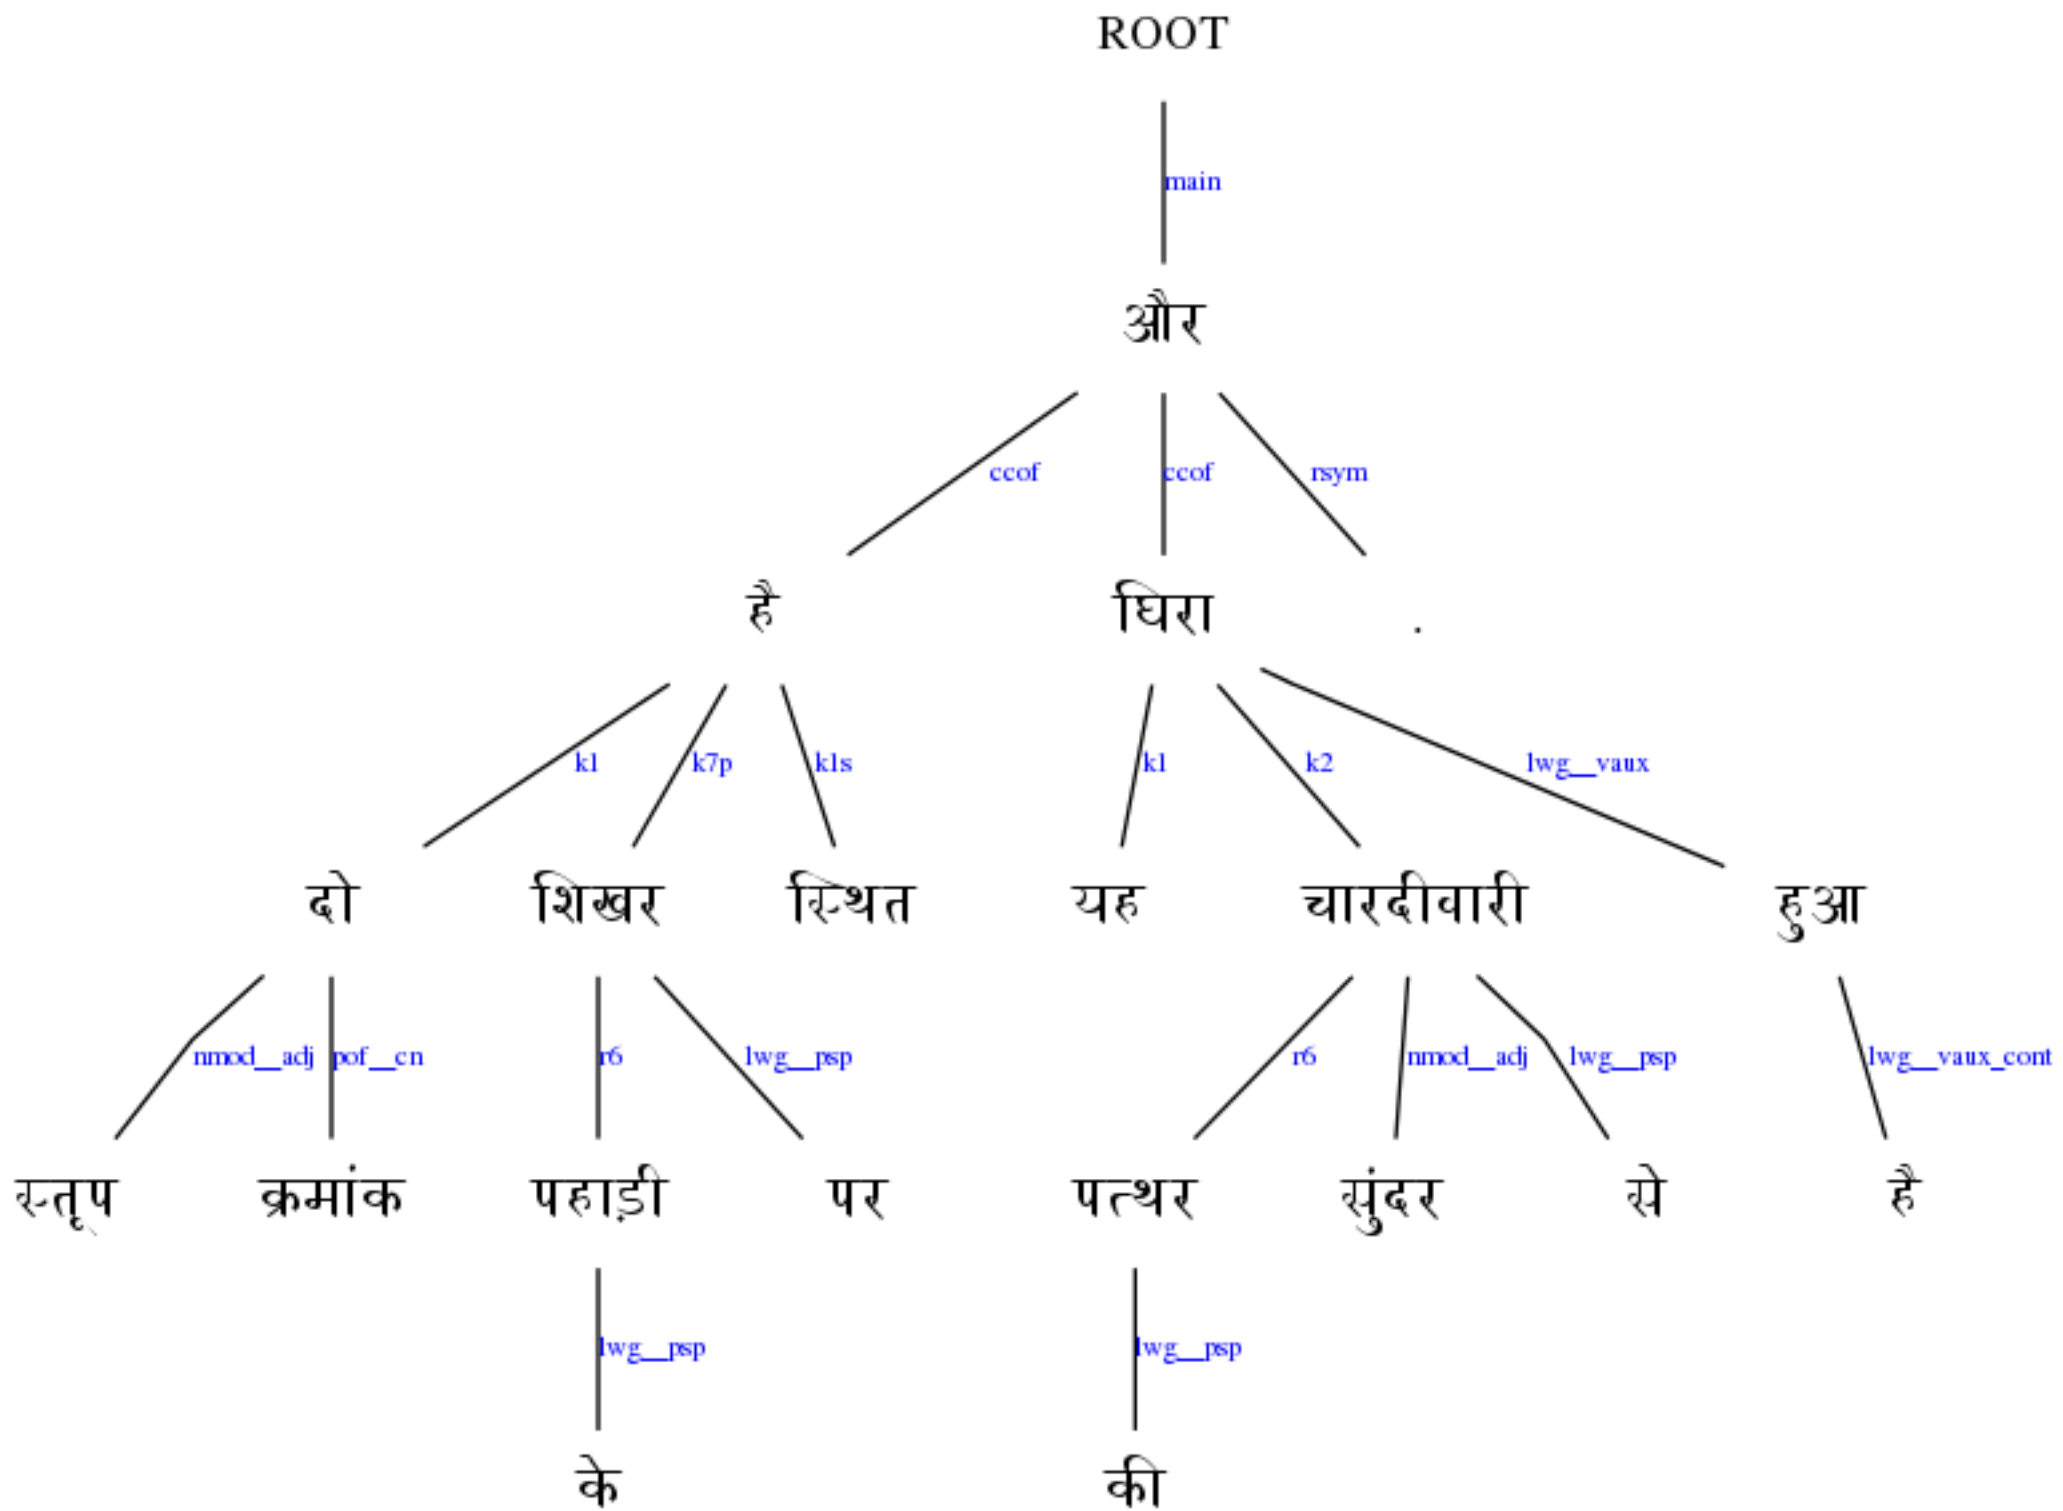 ROOT
main
और
ccof ccof rsym
है घिरा .
k1 k7p k1s k1 k2 lwg__vaux
दो शिखर स्थित यह चारदीवारी हुआ
nmod__adj pof__cn r6 lwg__psp r6 nmod__adj lwg__psp lwg__vaux_cont
स्तूप क्रमांक पहाड़ी पर पत्थर सुंदर से है
lwg__psp lwg__psp
के की